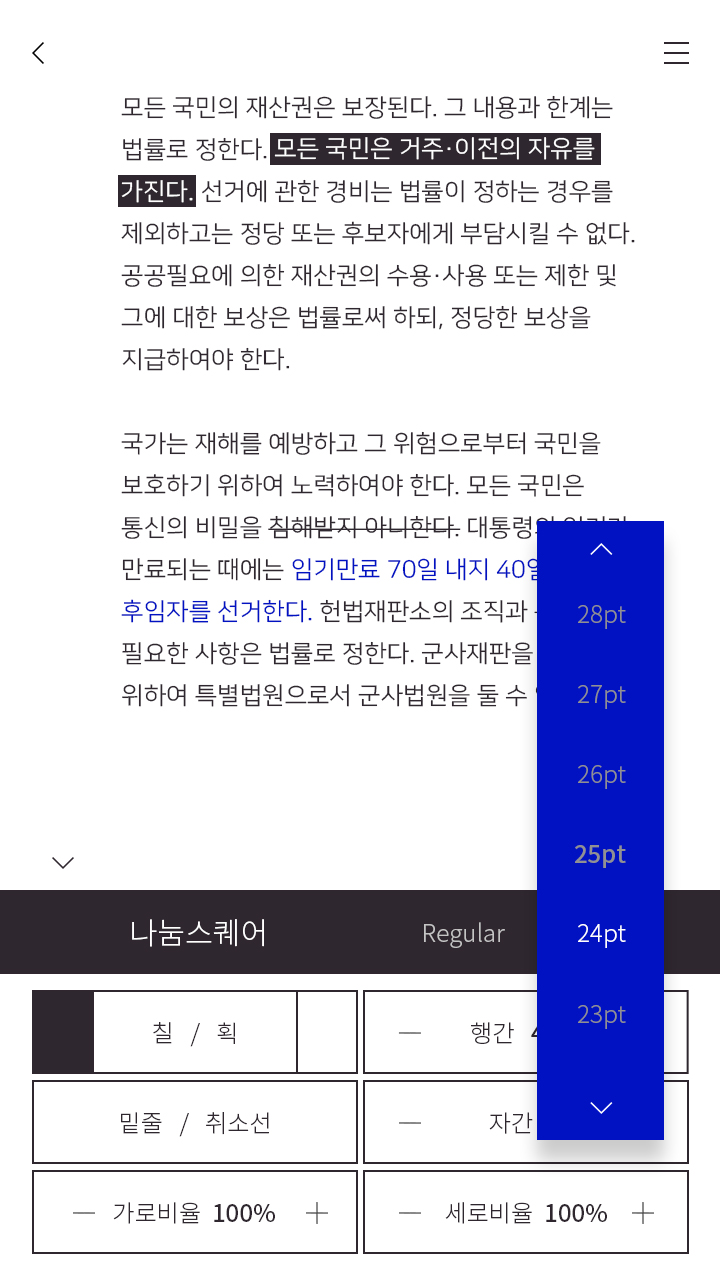 모든 국민의 재산권은 보장된다. 그 내용과 한계는
법률로 정한다. 모든 국민은 거주·이전의 자유를
가진다. 선거에 관한 경비는 법률이 정하는 경우를
제외하고는 정당 또는 후보자에게 부담시킬 수 없다.
공공필요에 의한 재산권의 수용·사용 또는 제한 및
그에 대한 보상은 법률로써 하되, 정당한 보상을
지급하여야 한다.
국가는 재해를 예방하고 그 위험으로부터 국민을
보호하기 위하여 노력하여야 한다. 모든 국민은
통신의 비밀을 침해받지 아니한다. 대통령의
만료되는 때에는 임기만료 70일 내지 40일
후임자를 선거한다. 헌법재판소의 조직과
필요한 사항은 법률로 정한다. 군사재판을
위하여 특별법원으로서 군사법원을 둘 수
28pt
27pt
26pt
25pt
24pt
23pt
나눔스퀘어 Regular
칠 / 획
행간
밑줄 / 취소선
자간
가로비율 100%
세로비율 100%